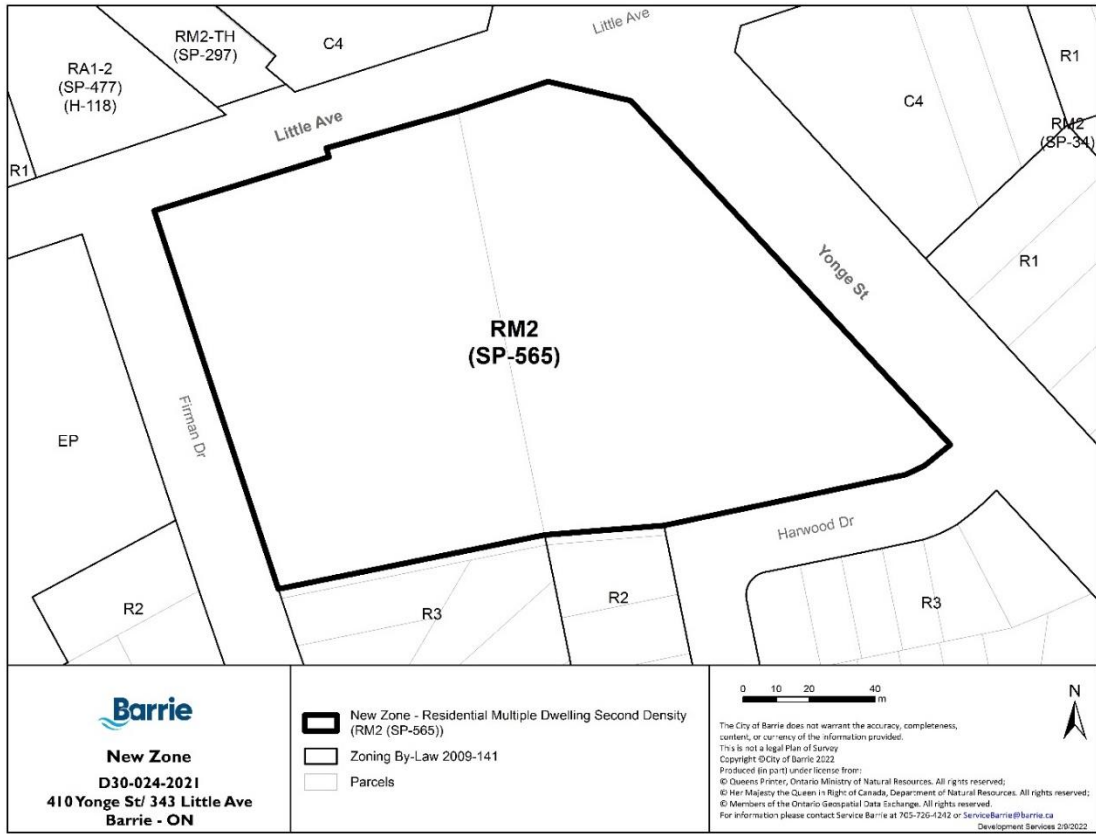 Little Ave
RM2-TH
(SP-297)
C4
RA1-2
(SP-477)
(H-118)
R1
C4
RM2
(SP-34)
Little Ave
R1
R1
Yonge St
RM2
(SP-565)
Firman Dr
EP
Harwood Dr
R2
R3
R2
R3
Barrie
New Zone
D30-024-2021
410 Yonge St/ 343 Little Ave
Barrie - ON
New Zone - Residential Multiple Dwelling Second Density
(RM2 (SP-565))
Zoning By-Law 2009-141
Parcels
0 10 20 40
m
N
The City of Barrie does not warrant the accuracy, completeness,
content, or currency of the information provided.
This is not a legal Plan of Survey
Copyright ©City of Barrie 2022
Produced (in part) under license from:
© Queens Printer, Ontario Ministry of Natural Resources. All rights reserved;
© Her Majesty the Queen in Right of Canada, Department of Natural Resources. All rights reserved;
© Members of the Ontario Geospatial Data Exchange. All rights reserved.
For information please contact Service Barrie at 705-726-4242 or ServiceBarrie@barrie.ca
Development Services 2/9/2022